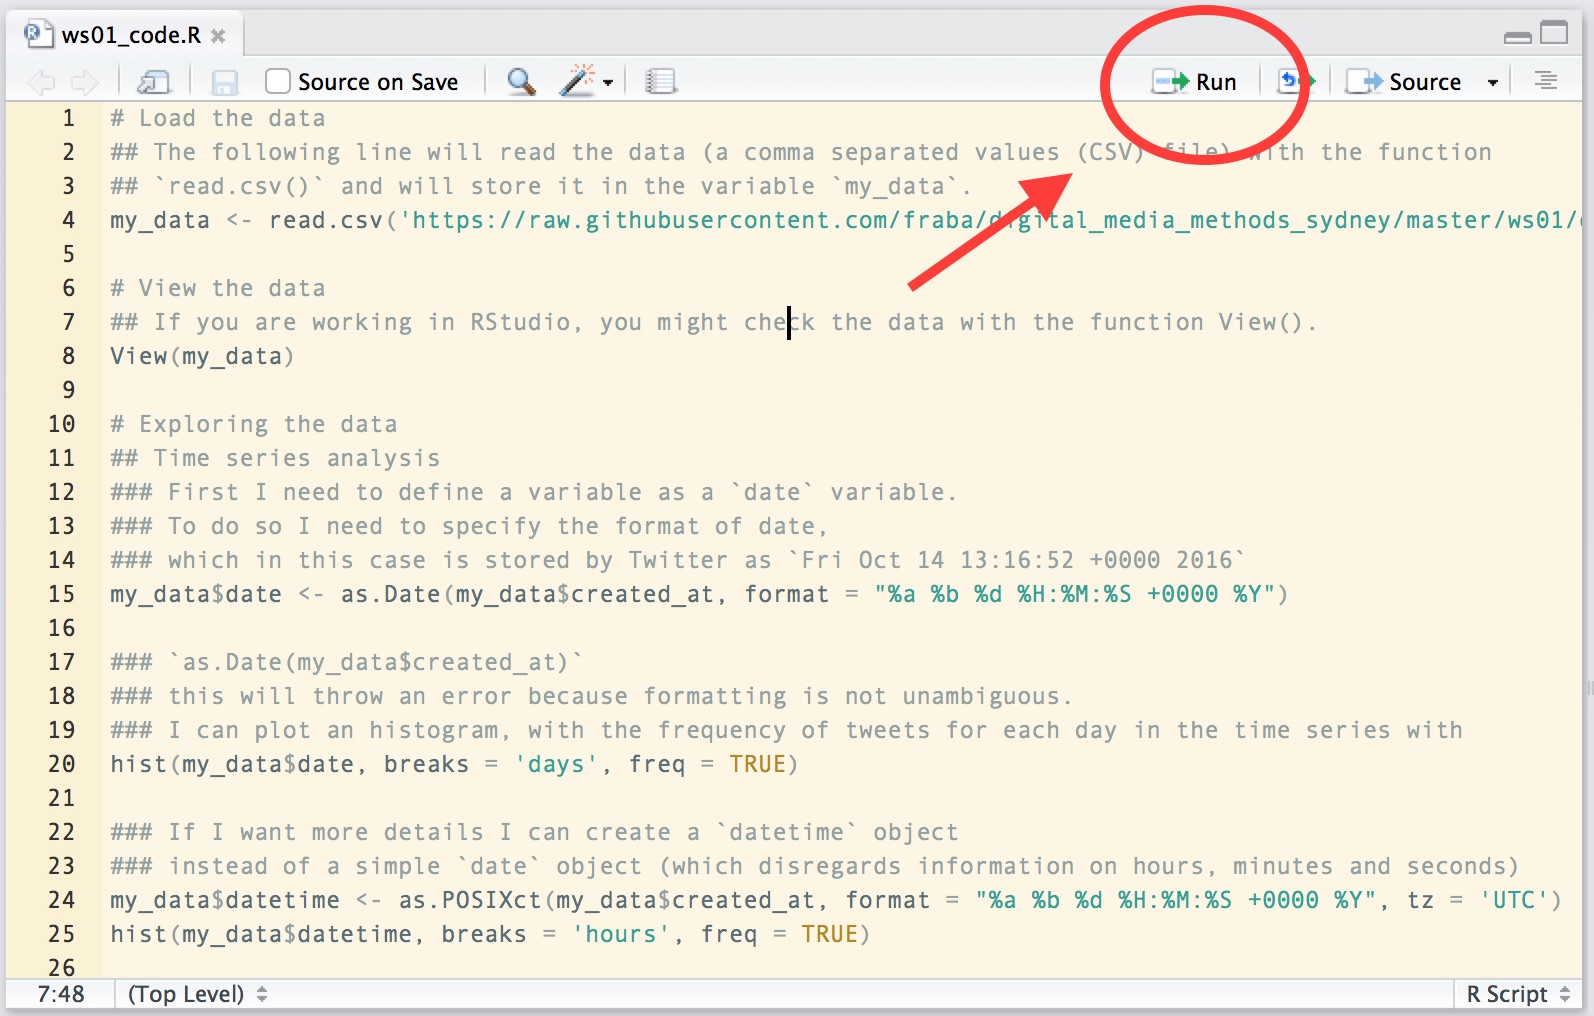 ws01_code.R
Source on Save Run Source
1 # Load the data
2 ## The following line will read the data (a comma separated values (CSV) file) with the function
3 ## `read.csv()` and will store it in the variable `my_data`.
4 my_data <- read.csv('https://raw.githubusercontent.com/fraba/digital_media_methods_sydney/master/ws01/
5
6 # View the data
7 ## If you are working in RStudio, you might check the data with the function View().
8 View(my_data)
9
10 # Exploring the data
11 ## Time series analysis
12 ### First I need to define a variable as a `date` variable.
13 ### To do so I need to specify the format of date,
14 ### which in this case is stored by Twitter as `Fri Oct 14 13:16:52 +0000 2016`
15 my_data$date <- as.Date(my_data$created_at, format = "%a %b %d %H:%M:%S +0000 %Y")
16
17 ### `as.Date(my_data$created_at)`
18 ### this will throw an error because formatting is not unambiguous.
19 ### I can plot an histogram, with the frequency of tweets for each day in the time series with
20 hist(my_data$date, breaks = 'days', freq = TRUE)
21
22 ### If I want more details I can create a `datetime` object
23 ### instead of a simple `date` object (which disregards information on hours, minutes and seconds)
24 my_data$datetime <- as.POSIXct(my_data$created_at, format = "%a %b %d %H:%M:%S +0000 %Y", tz = 'UTC')
25 hist(my_data$datetime, breaks = 'hours', freq = TRUE)
26
7:48 (Top Level) R Script